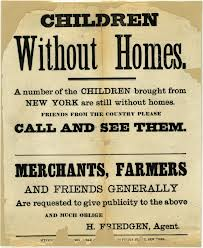 CHILDREN
Without Homes.
A number of the CHILDREN brought from
NEW YORK are still without homes.
FRIENDS FROM THE COUNTRY PLEASE
CALL AND SEE THEM.
MERCHANTS, FARMERS
AND FRIENDS GENERALLY
Are requested to give publicity to the above
AND MUCH OBLIGE
H. FRIEDGEN, Agent.